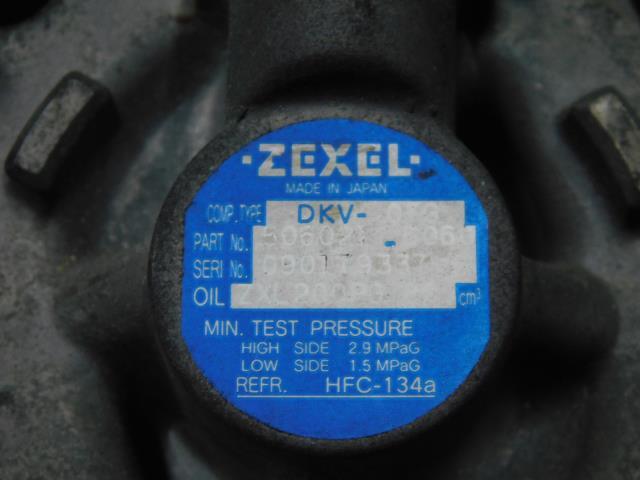 ·ZEXEL·
MADE IN JAPAN
COMP. TYPE DKV-
PART No.
SERI No.
OIL cm³
MIN. TEST PRESSURE
HIGH SIDE 2.9 MPaG
LOW SIDE 1.5 MPaG
REFR. HFC-134a